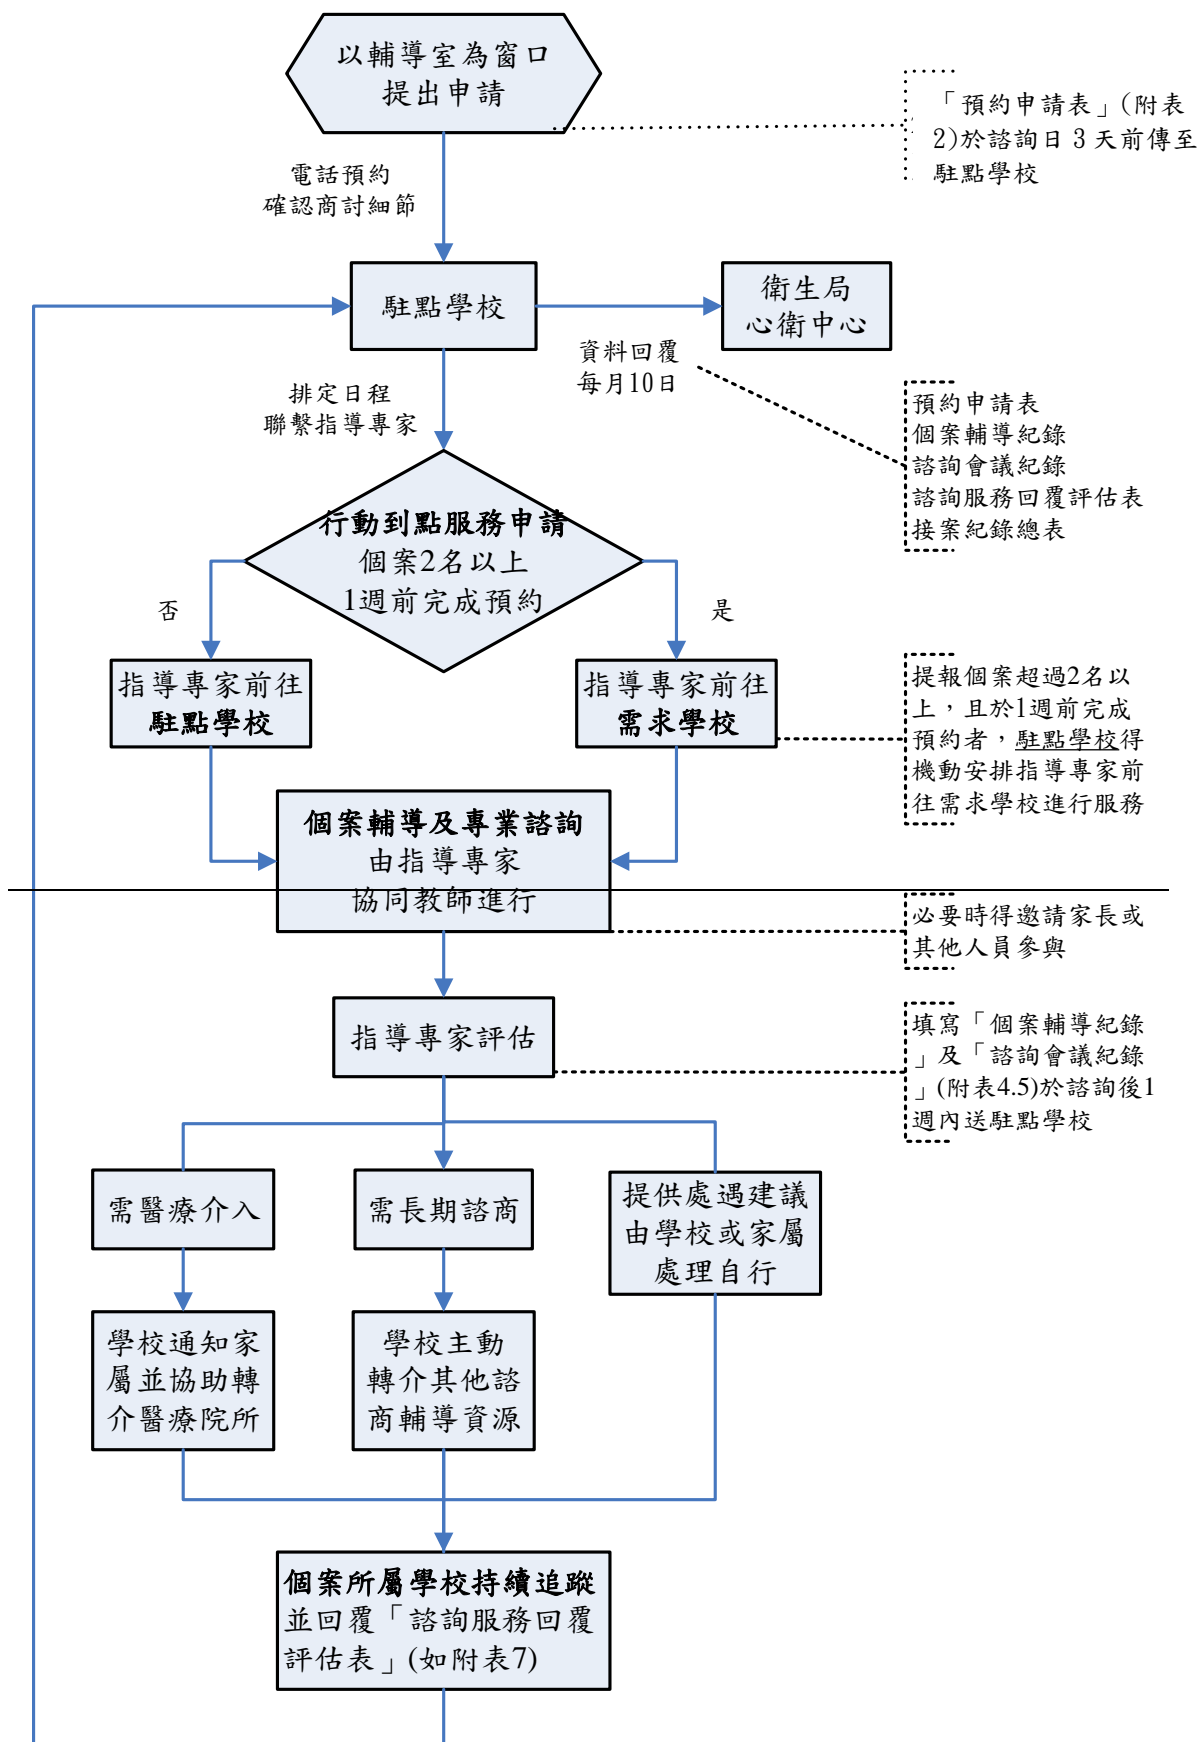 以輔導室為窗口
提出申請
「預約申請表」(附表
2)於諮詢日 3 天前傳至
駐點學校
電話預約
確認商討細節
駐點學校
衛生局
心衛中心
資料回覆
每月10日
排定日程
聯繫指導專家
預約申請表
個案輔導紀錄
諮詢會議紀錄
諮詢服務回覆評估表
接案紀錄總表
行動到點服務申請
個案2名以上
1週前完成預約
否
是
指導專家前往
駐點學校
指導專家前往
需求學校
提報個案超過2名以
上，且於1週前完成
預約者，駐點學校得
機動安排指導專家前
往需求學校進行服務
個案輔導及專業諮詢
由指導專家
協同教師進行
必要時得邀請家長或
其他人員參與
指導專家評估
填寫「個案輔導紀錄
」及「諮詢會議紀錄
」(附表4.5)於諮詢後1
週內送駐點學校
需醫療介入
需長期諮商
提供處遇建議
由學校或家屬
處理自行
學校通知家
屬並協助轉
介醫療院所
學校主動
轉介其他諮
商輔導資源
個案所屬學校持續追蹤
並回覆「諮詢服務回覆
評估表」(如附表7)